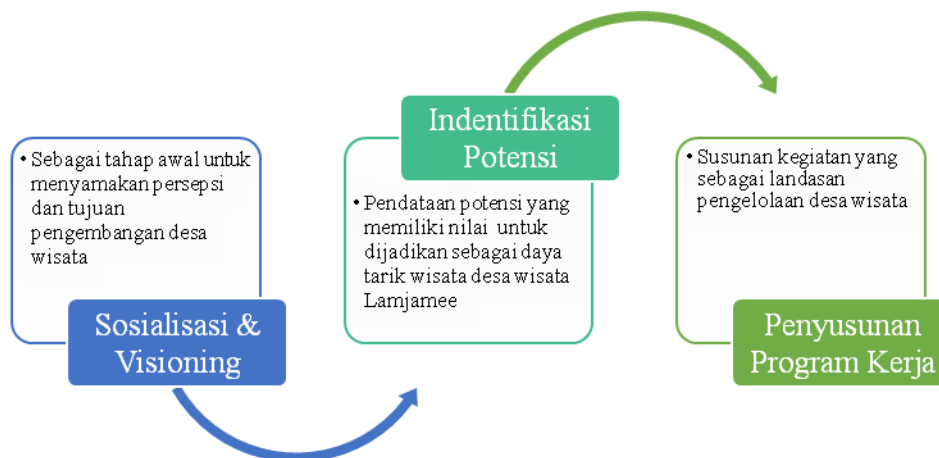 • Sebagai tahap awal untuk
menyamakan persepsi
dan tujuan
pengembangan desa
wisata
Sosialisasi &
Visioning
Indentifikasi
Potensi
• Pendataan potensi yang
memiliki nilai untuk
dijadikan sebagai daya
tarik wisata desa wisata
Lamjamee
• Susunan kegiatan yang
sebagai landasan
pengelolaan desa wisata
Penyusunan
Program Kerja